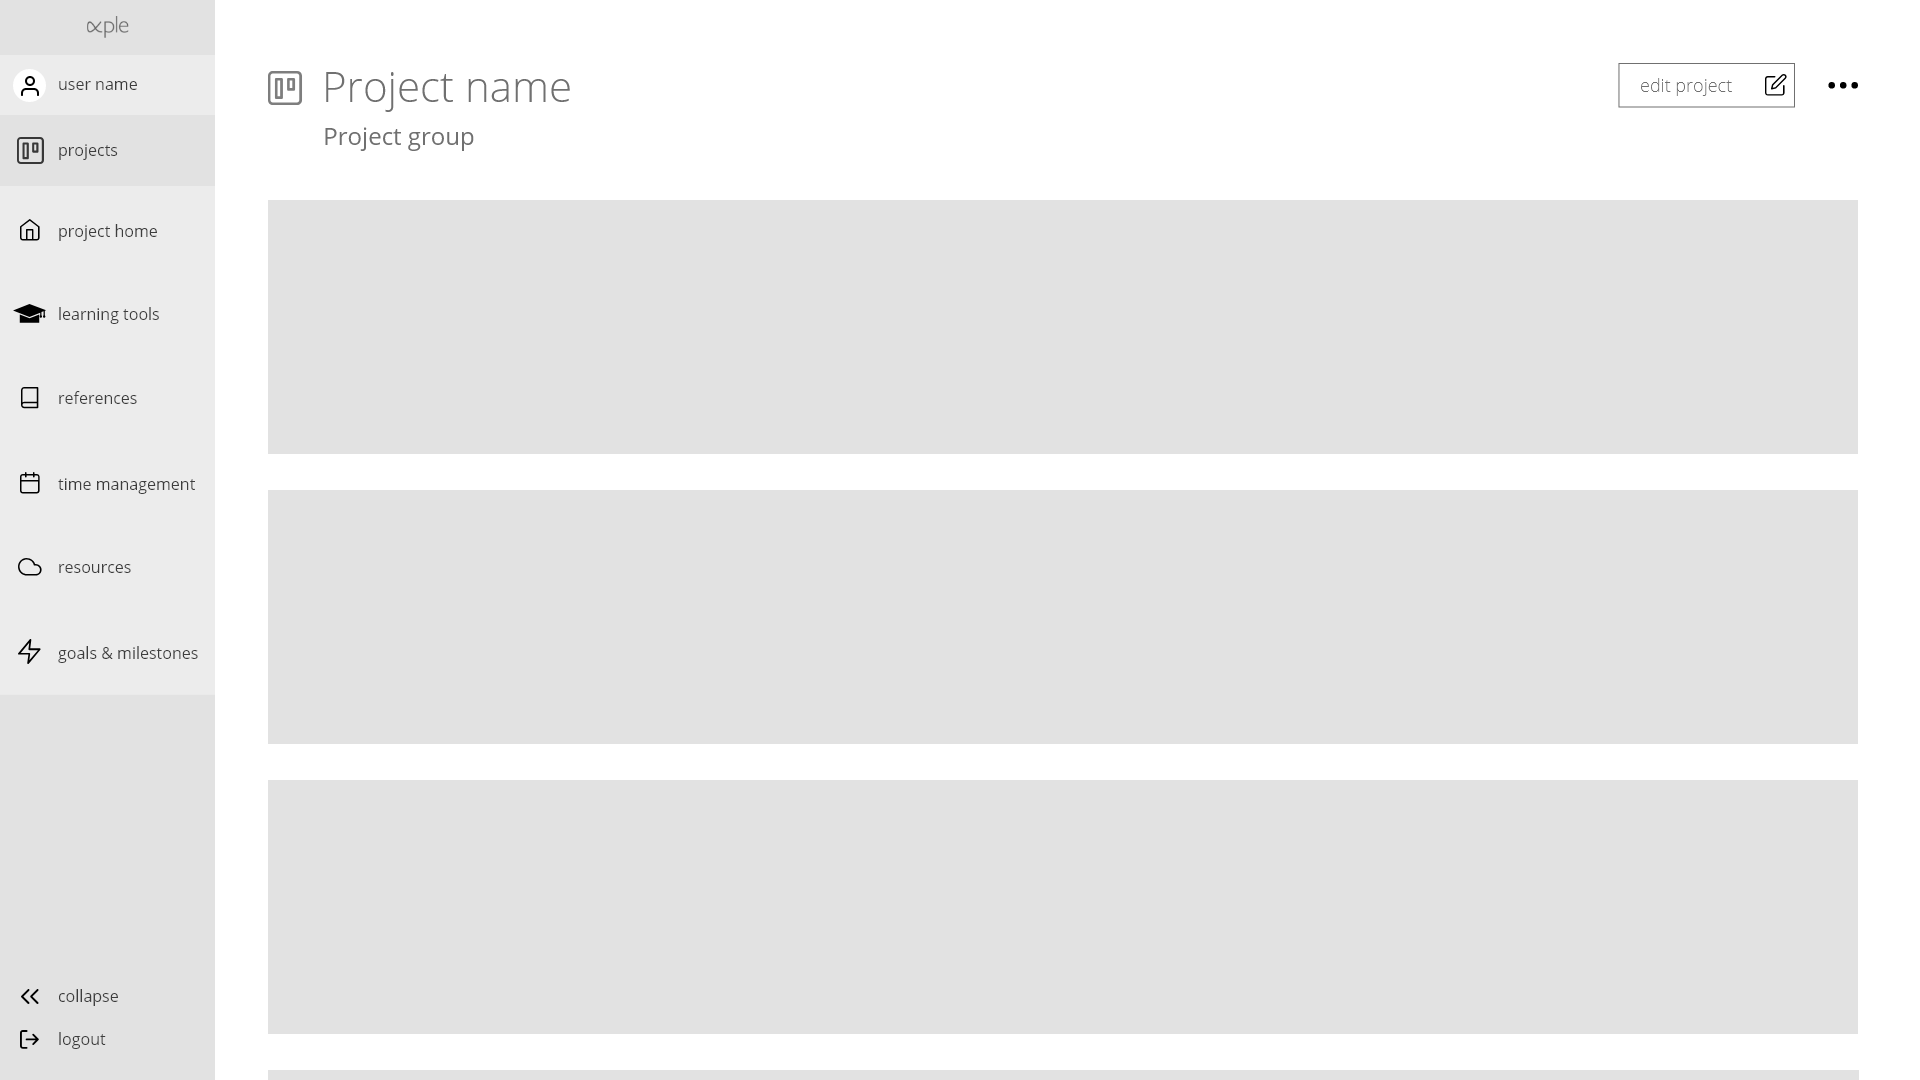 ∝ple
user name
projects
project home
learning tools
references
time management
resources
goals & milestones
collapse
logout
Project name
Project group
edit project